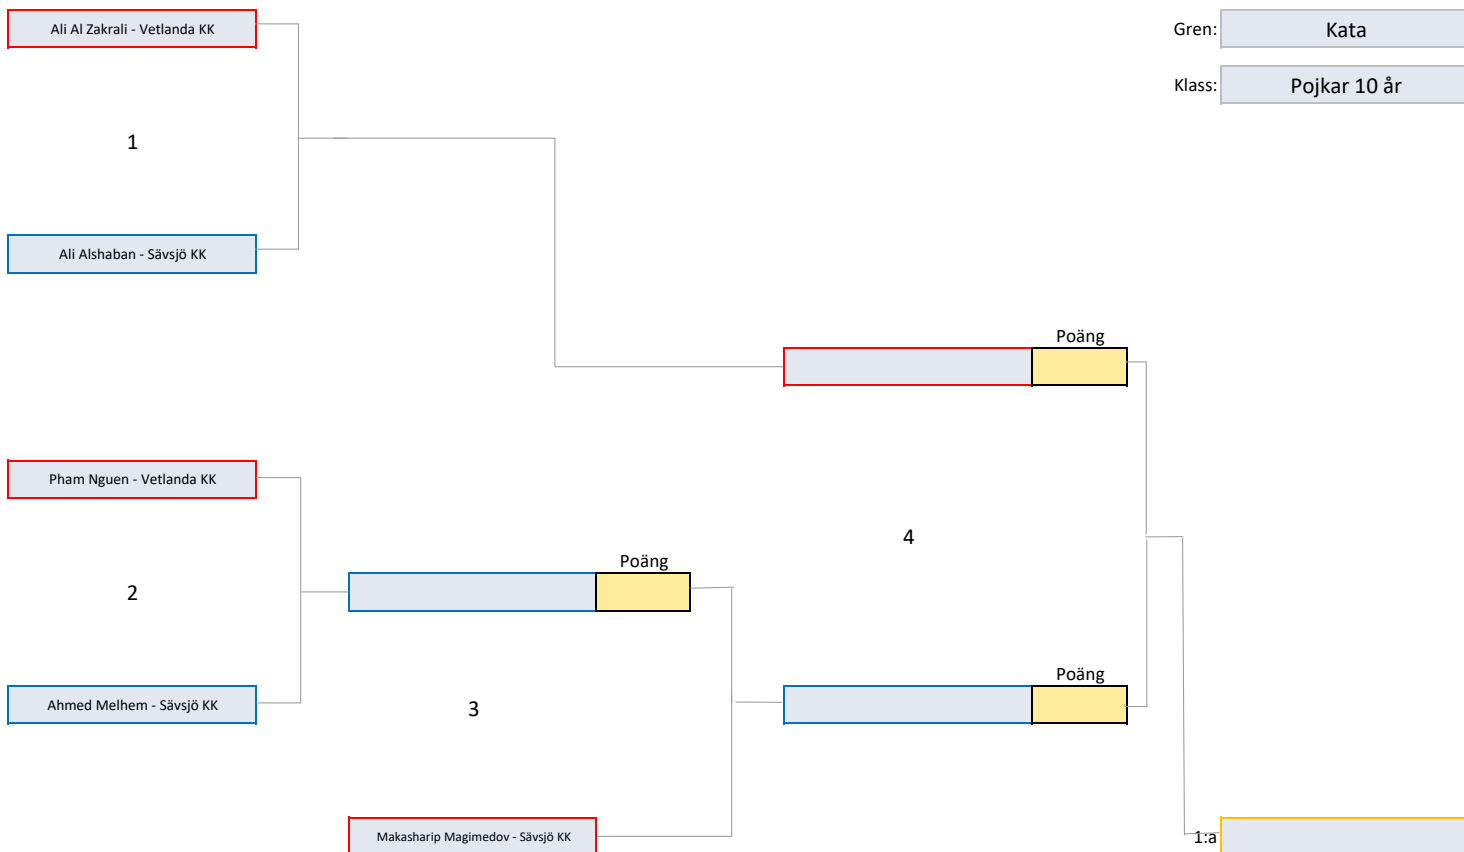 Ali Al Zakrali - Vetlanda KK
Gren: Kata
Klass: Pojkar 10 år
1
Ali Alshaban - Sävsjö KK
Poäng
Pham Nguen - Vetlanda KK
4
Poäng
2
Poäng
Ahmed Melhem - Sävsjö KK
3
Makasharip Magimedov - Sävsjö KK
1:a